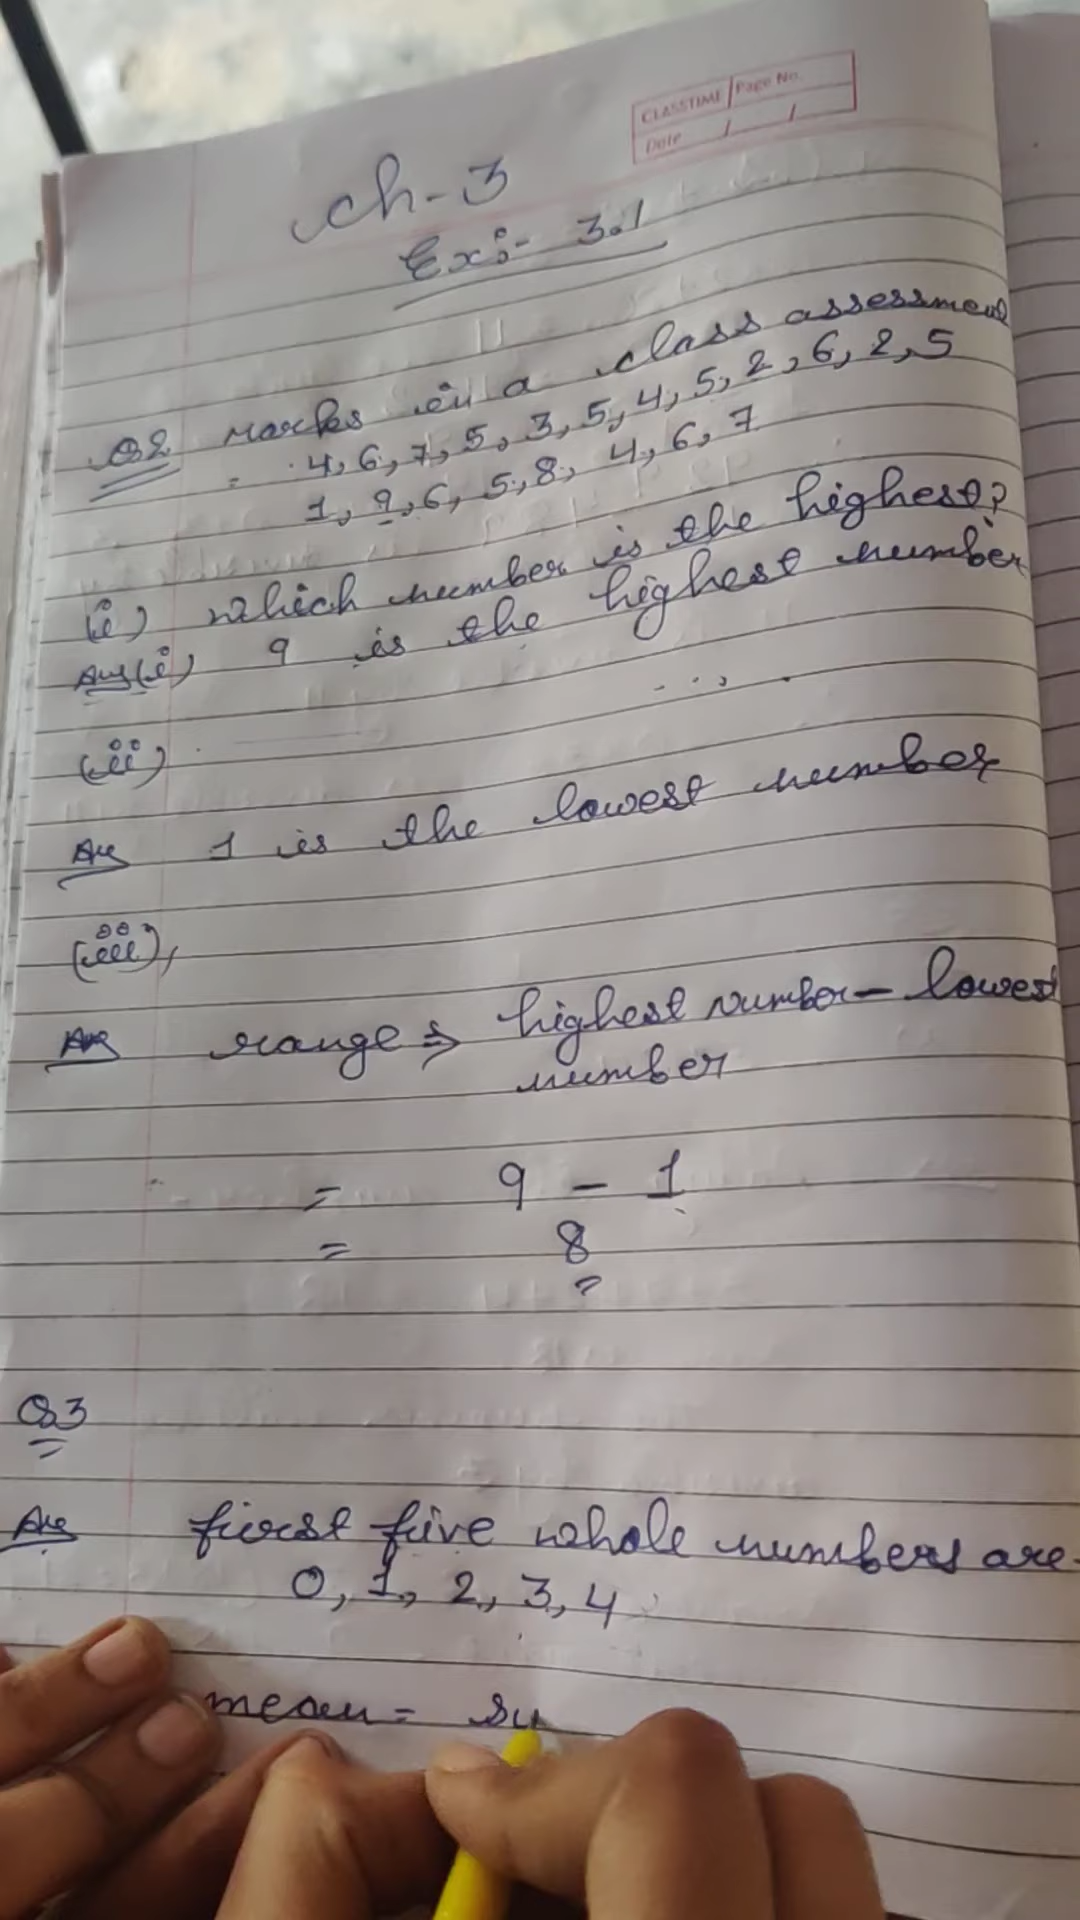 CLASSTIME Page No.
Date / /
Ch-3
Ex:- 3.1
Q2 Marks in a class assessment
= 4, 6, 7, 5, 3, 5, 4, 5, 2, 6, 2, 5
1, 9, 6, 5, 8, 4, 6, 7
(i) Which number is the highest?
Ans(i) 9 is the highest number
(ii)
Ans 1 is the lowest number
(iii),
Ans range ⇒ highest number - lowest
number
= 9 - 1
= 8
Q3
Ans first five whole numbers are
0, 1, 2, 3, 4
mean = su